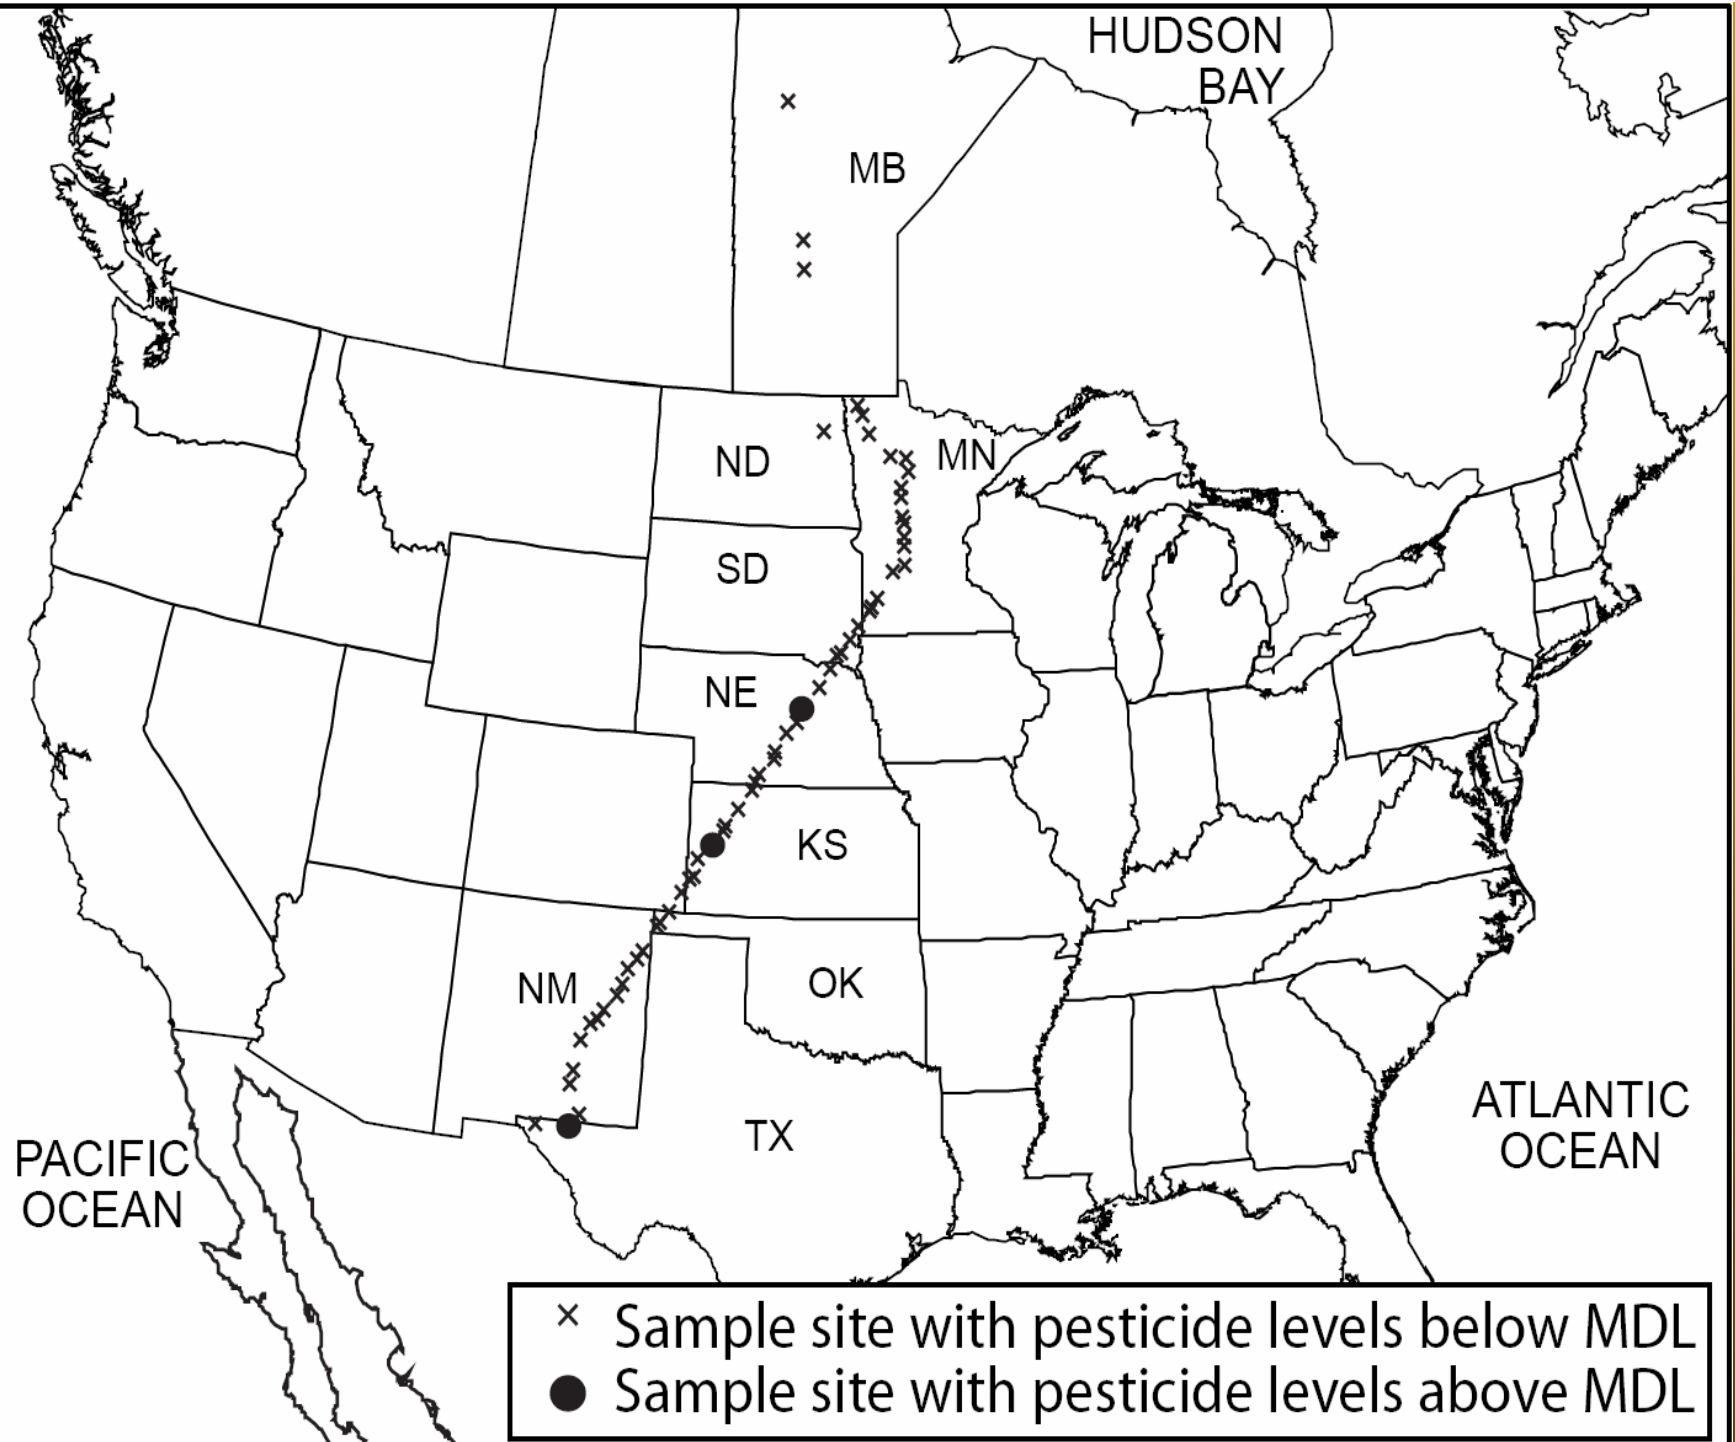 HUDSON
BAY
MB
ND
MN
SD
NE
KS
NM
OK
TX
PACIFIC
OCEAN
ATLANTIC
OCEAN
Sample site with pesticide levels below MDL
Sample site with pesticide levels above MDL